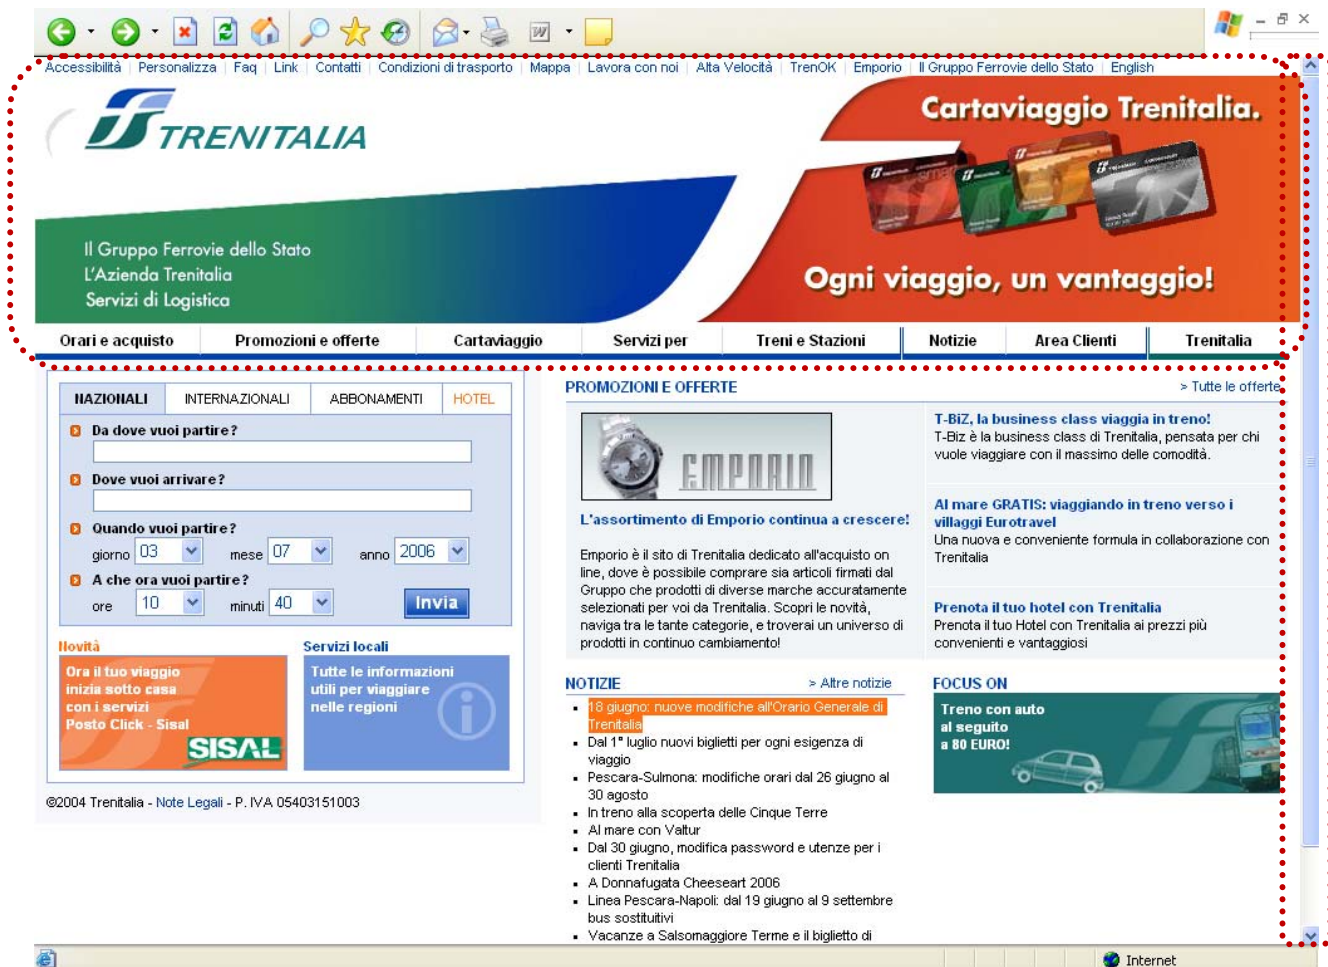 Accessibilità Personalizza Faq Link Contatti Condizioni di trasporto Mappa Lavora con noi Alta Velocità TrenOK Emporio Il Gruppo Ferrovie dello Stato English
TRENITALIA
Cartaviaggio Trenitalia.
Il Gruppo Ferrovie dello Stato
L'Azienda Trenitalia
Servizi di Logistica
Ogni viaggio, un vantaggio!
Orari e acquisto Promozioni e offerte Cartaviaggio Servizi per Treni e Stazioni Notizie Area Clienti Trenitalia
NAZIONALI INTERNAZIONALI ABBONAMENTI HOTEL
Da dove vuoi partire?
Dove vuoi arrivare?
Quando vuoi partire?
giorno 03 mese 07 anno 2006
A che ora vuoi partire?
ore 10 minuti 40 Invia
Novità
Ora il tuo viaggio
inizia sotto casa
con i servizi
Posto Click - Sisal
SISAL
Servizi locali
Tutte le informazioni
utili per viaggiare
nelle regioni
©2004 Trenitalia - Note Legali - P. IVA 05403151003
PROMOZIONI E OFFERTE > Tutte le offerte
EMPORIO
L'assortimento di Emporio continua a crescere!
Emporio è il sito di Trenitalia dedicato all'acquisto on
line, dove è possibile comprare sia articoli firmati dal
Gruppo che prodotti di diverse marche accuratamente
selezionati per voi da Trenitalia. Scopri le novità,
naviga tra le tante categorie, e troverai un universo di
prodotti in continuo cambiamento!
T-BiZ, la business class viaggia in treno!
T-Biz è la business class di Trenitalia, pensata per chi
vuole viaggiare con il massimo delle comodità.
Al mare GRATIS: viaggiando in treno verso i
villaggi Eurotravel
Una nuova e conveniente formula in collaborazione con
Trenitalia
Prenota il tuo hotel con Trenitalia
Prenota il tuo Hotel con Trenitalia ai prezzi più
convenienti e vantaggiosi
NOTIZIE > Altre notizie
18 giugno: nuove modifiche all'Orario Generale di
Trenitalia
Dal 1° luglio nuovi biglietti per ogni esigenza di
viaggio
Pescara-Sulmona: modifiche orari dal 26 giugno al
30 agosto
In treno alla scoperta delle Cinque Terre
Al mare con Valtur
Dal 30 giugno, modifica password e utenze per i
clienti Trenitalia
A Donnafugata Cheeseart 2006
Linea Pescara-Napoli: dal 19 giugno al 9 settembre
bus sostitutivi
Vacanze a Salsomaggiore Terme e il biglietto di
FOCUS ON
Treno con auto
al seguito
a 80 EURO!
Internet